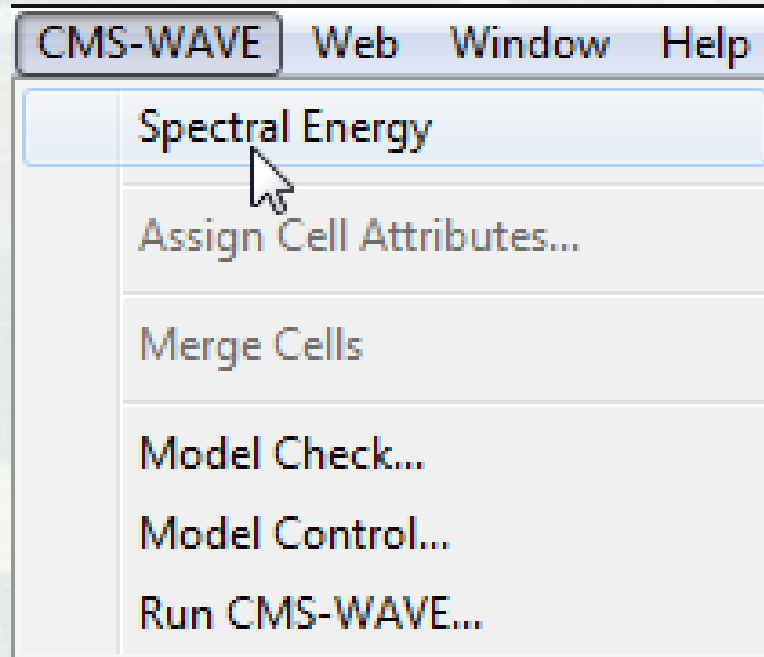 CMS-WAVE Web Window Help
Spectral Energy
Assign Cell Attributes...
Merge Cells
Model Check...
Model Control...
Run CMS-WAVE...